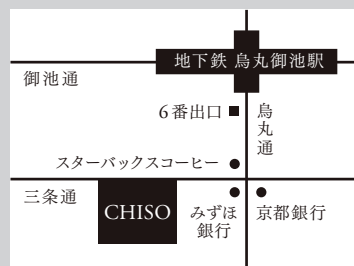 地下鉄 烏丸御池駅
御池通
6番出口
烏丸通
スターバックスコーヒー
三条通
CHISO
みずほ
銀行
京都銀行